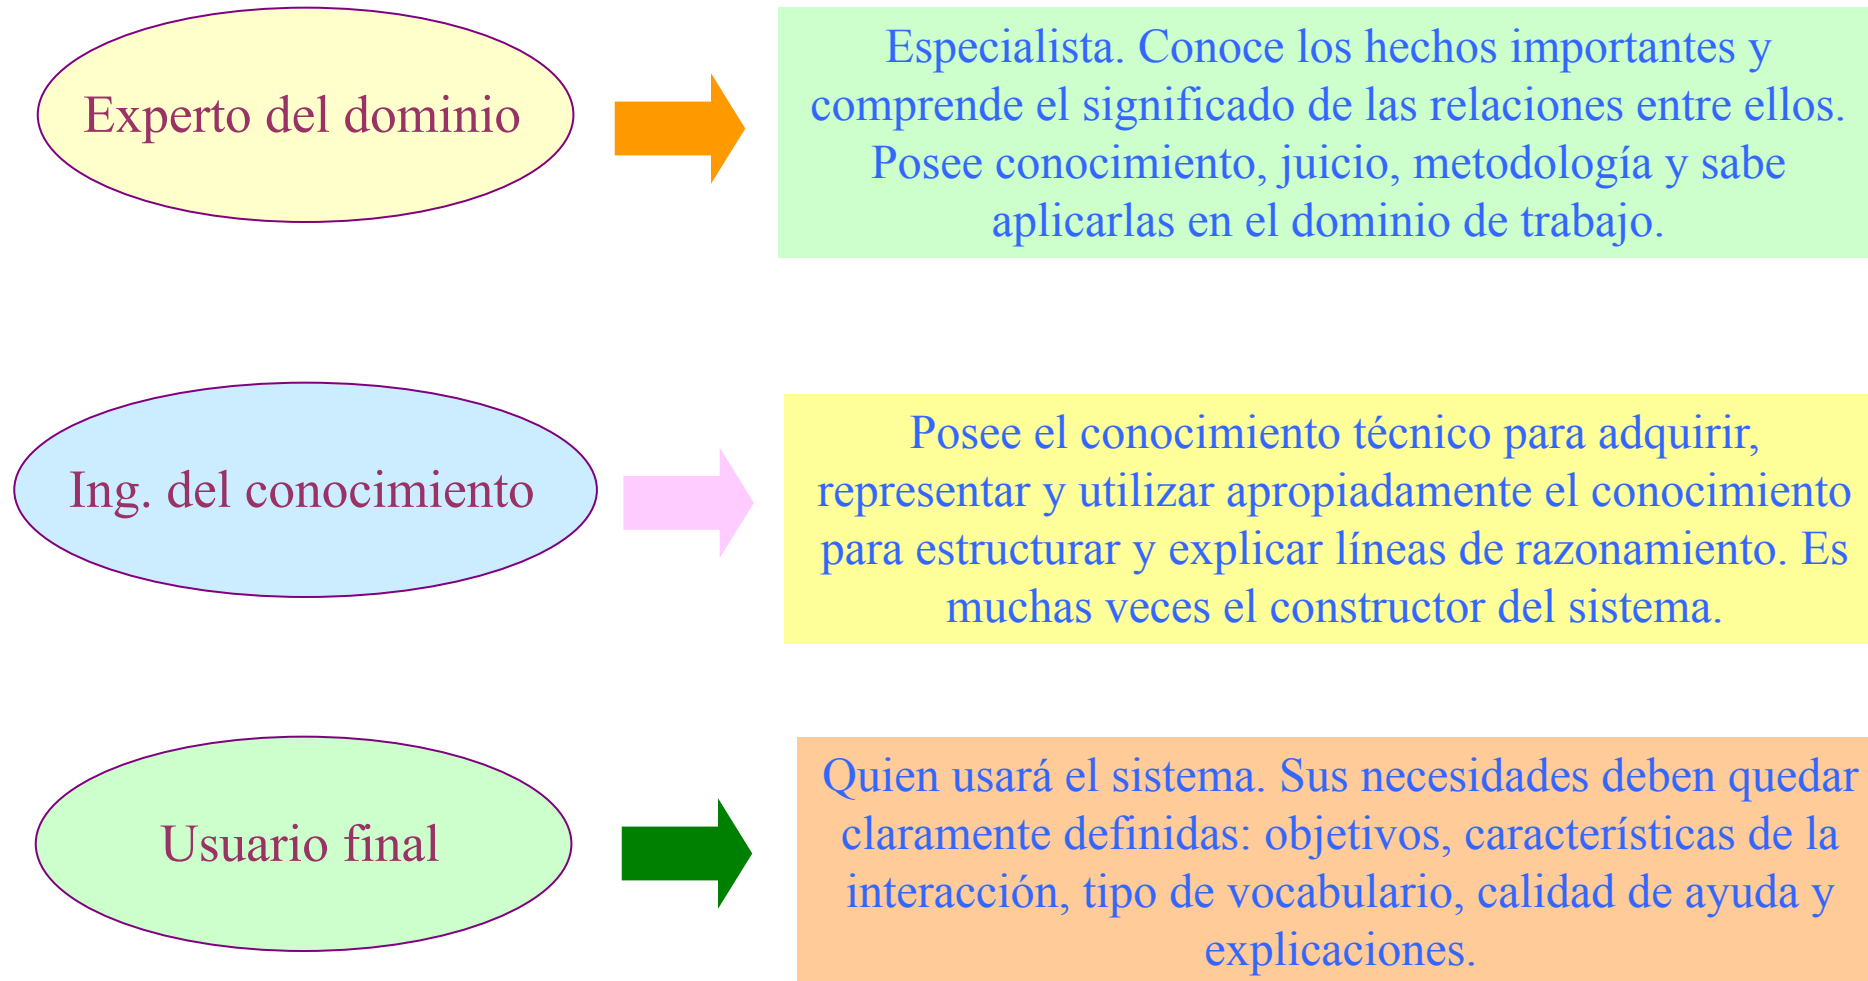 Experto del dominio
Especialista. Conoce los hechos importantes y
comprende el significado de las relaciones entre ellos.
Posee conocimiento, juicio, metodología y sabe
aplicarlas en el dominio de trabajo.
Ing. del conocimiento
Posee el conocimiento técnico para adquirir,
representar y utilizar apropiadamente el conocimiento
para estructurar y explicar líneas de razonamiento. Es
muchas veces el constructor del sistema.
Usuario final
Quien usará el sistema. Sus necesidades deben quedar
claramente definidas: objetivos, características de la
interacción, tipo de vocabulario, calidad de ayuda y
explicaciones.